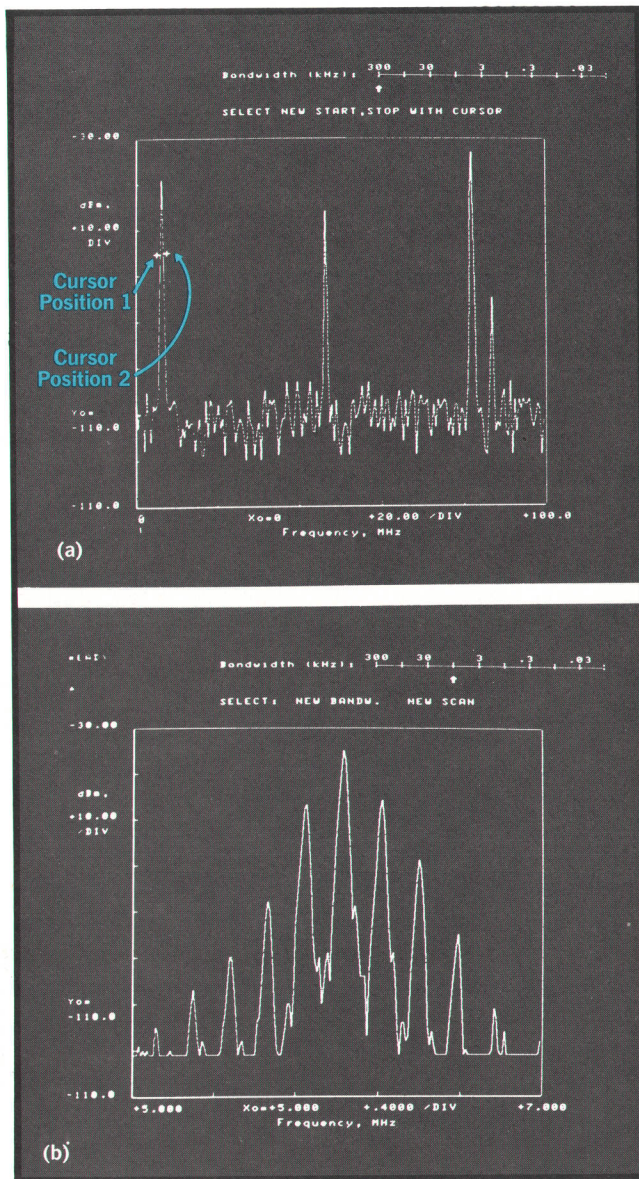 Bandwidth (kHz): 300 30 3 .3 .03
SELECT NEW START,STOP WITH CURSOR
-30.00
dBm,
+10.00
DIV
Cursor
Position 1
Cursor
Position 2
Yo=
-110.0
-110.0
0 Xo=0 +20.00 /DIV +100.0
Frequency, MHz
(a)
Bandwidth (kHz): 300 30 3 .3 .03
SELECT: NEW BANDW. NEW SCAN
-30.00
dBm,
+10.00
/DIV
Yo=
-110.0
-110.0
+5.000 Xo=+5.000 +.4000 /DIV +7.000
Frequency, MHz
(b)